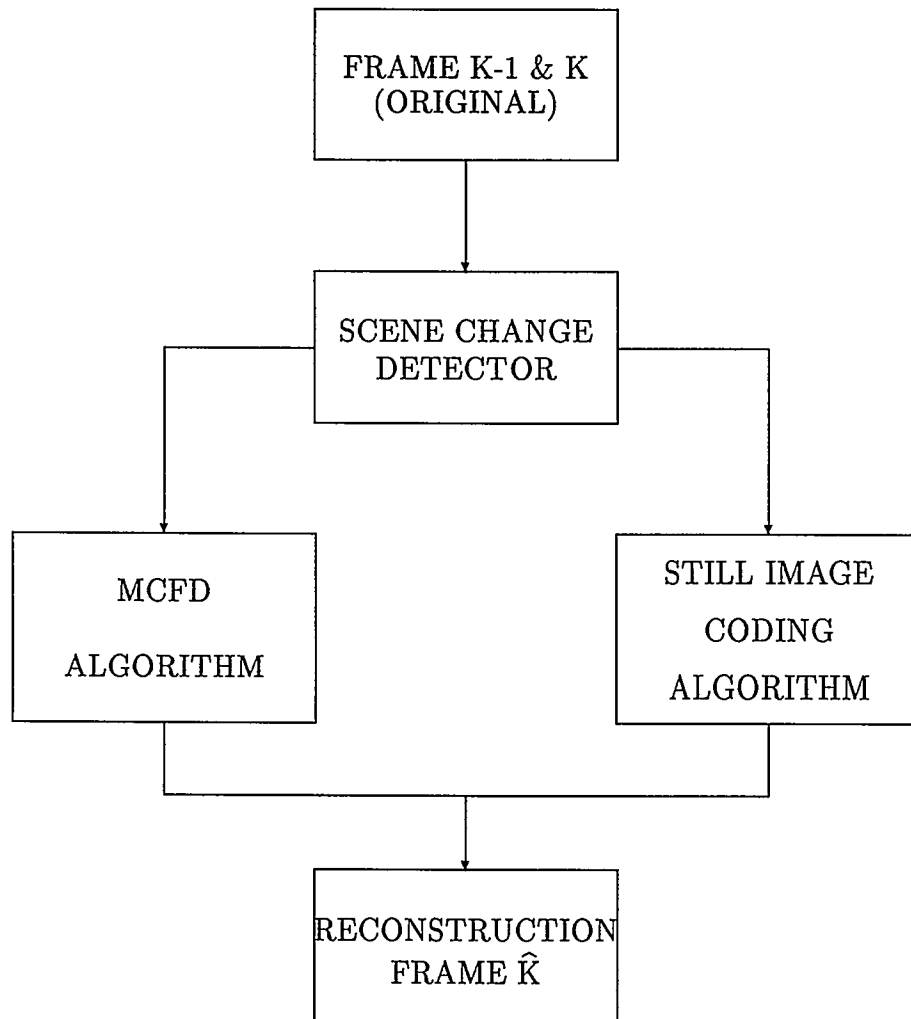 FRAME K-1 & K
(ORIGINAL)
SCENE CHANGE
DETECTOR
MCFD
ALGORITHM
STILL IMAGE
CODING
ALGORITHM
RECONSTRUCTION
FRAME K̂